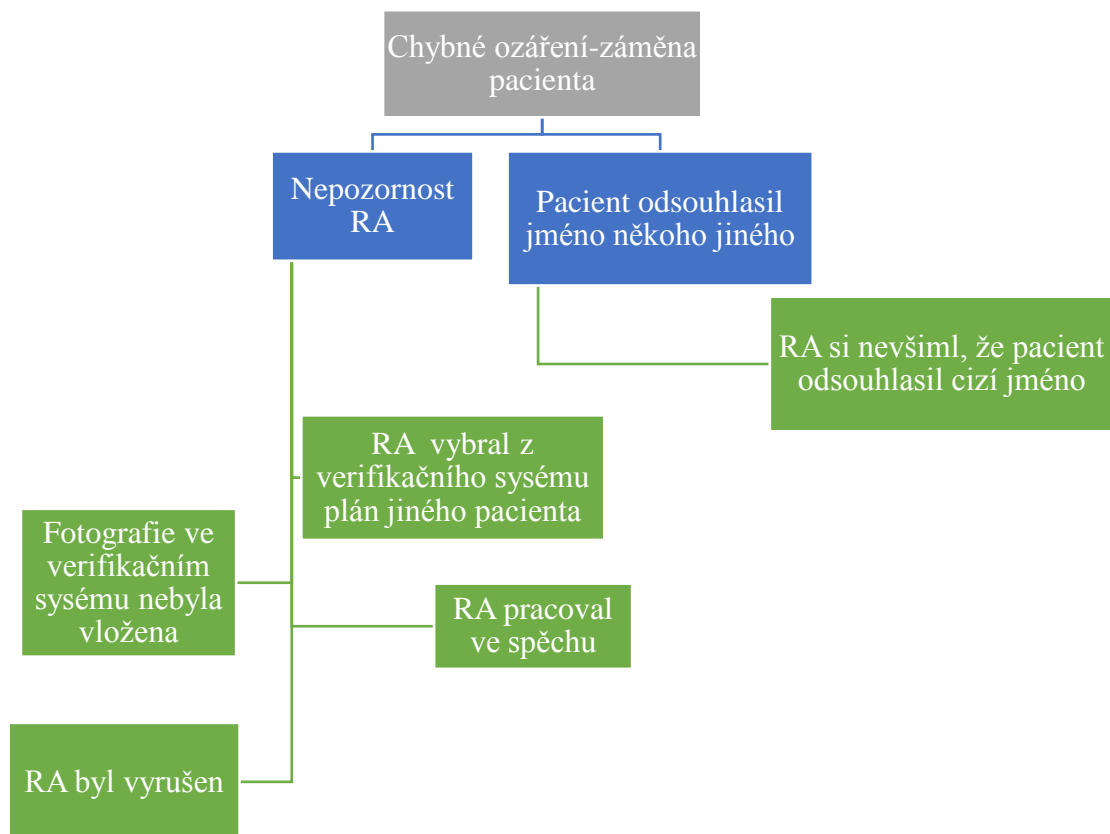 Chybné ozáření-záměna
pacienta
Nepozornost
RA
Pacient odsouhlasil
jméno někoho jiného
RA si nevšiml, že pacient
odsouhlasil cizí jméno
RA vybral z
verifikačního sysému
plán jiného pacienta
Fotografie ve
verifikačním
sysému nebyla
vložena
RA pracoval
ve spěchu
RA byl vyrušen